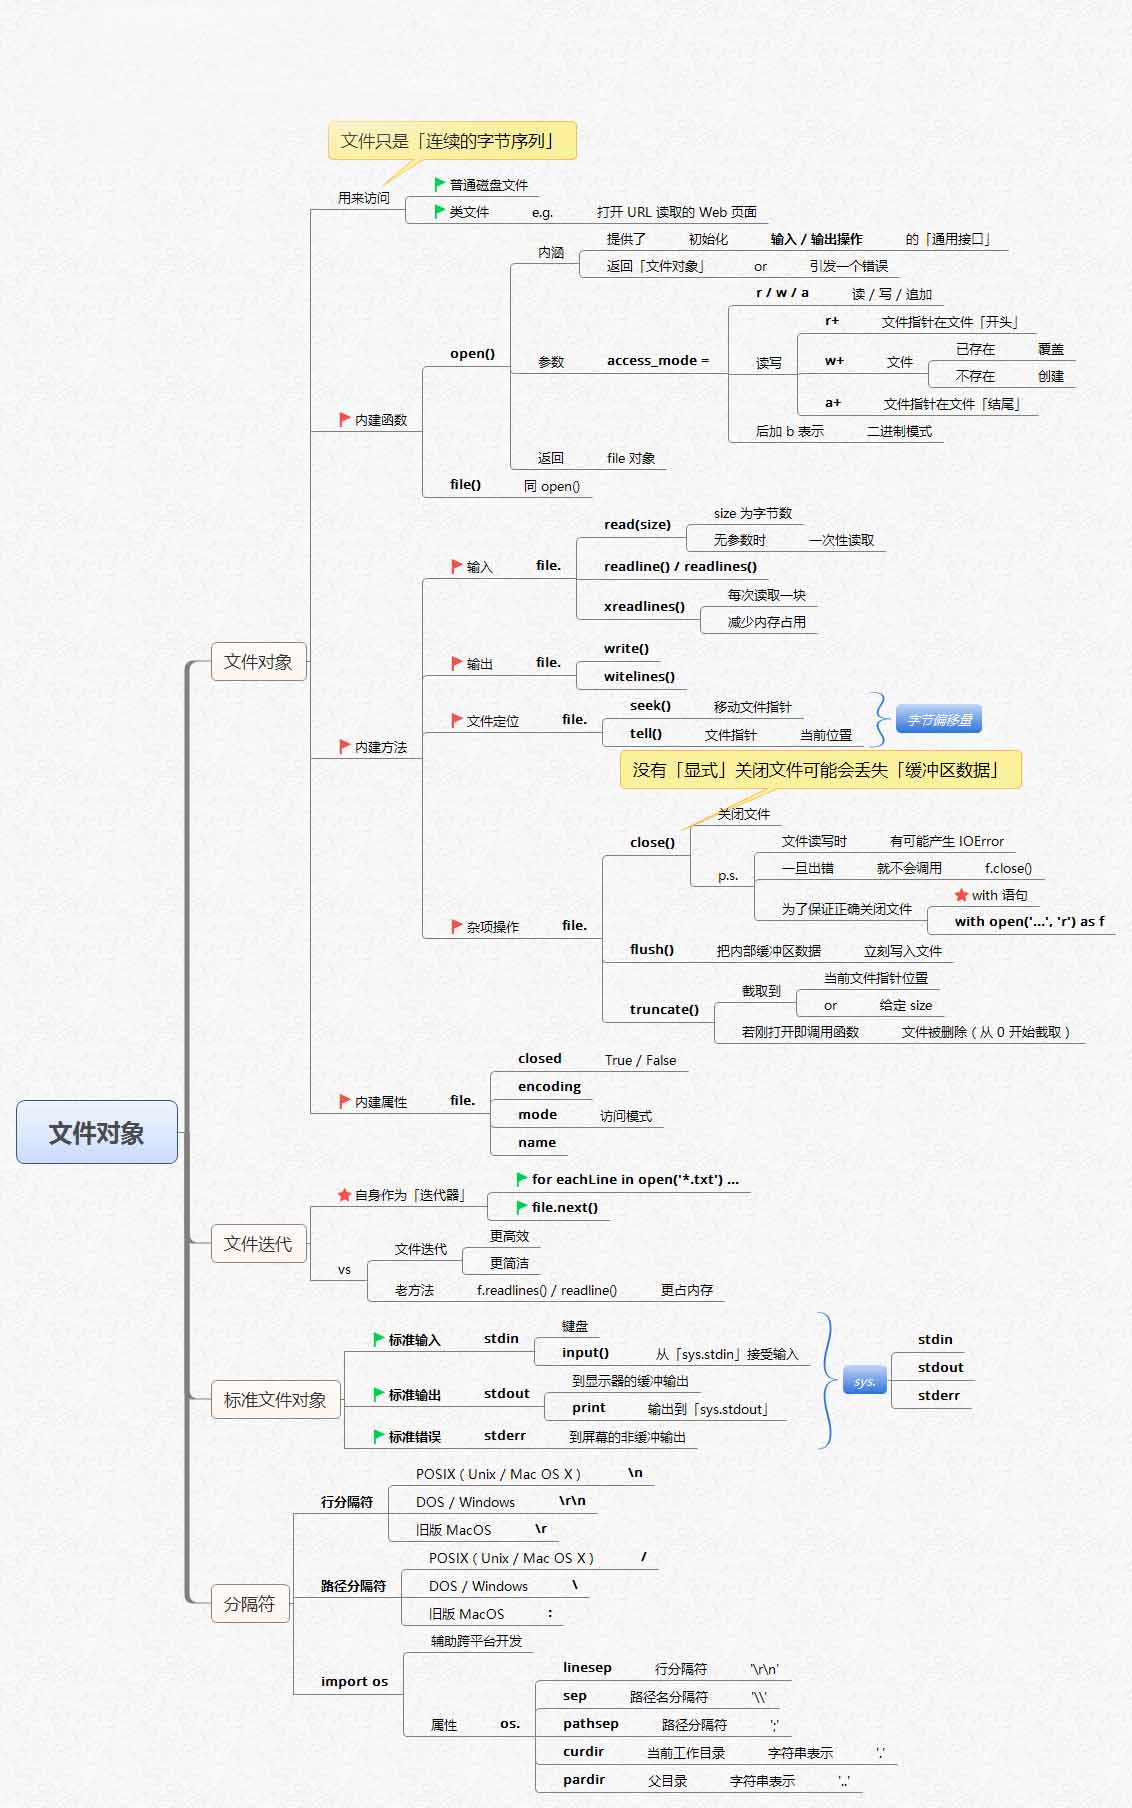 文件只是「连续的字节序列」
用来访问
普通磁盘文件
类文件 e.g. 打开 URL 读取的 Web 页面
内建函数
open()
内涵
提供了 初始化 输入 / 输出操作 的「通用接口」
返回「文件对象」 or 引发一个错误
参数 access_mode =
r / w / a 读 / 写 / 追加
读写
r+ 文件指针在文件「开头」
w+ 文件
已存在 覆盖
不存在 创建
a+ 文件指针在文件「结尾」
后加 b 表示 二进制模式
返回 file 对象
file() 同 open()
文件对象
内建方法
输入 file.
read(size)
size 为字节数
无参数时 一次性读取
readline() / readlines()
xreadlines()
每次读取一块
减少内存占用
输出 file.
write()
witelines()
文件定位 file.
seek() 移动文件指针
tell() 文件指针 当前位置
字节偏移量
没有「显式」关闭文件可能会丢失「缓冲区数据」
杂项操作 file.
close()
关闭文件
p.s.
文件读写时 有可能产生 IOError
一旦出错 就不会调用 f.close()
为了保证正确关闭文件
with 语句
with open('...', 'r') as f
flush() 把内部缓冲区数据 立刻写入文件
truncate()
截取到
当前文件指针位置
or 给定 size
若刚打开即调用函数 文件被删除（从 0 开始截取）
内建属性 file.
closed True / False
encoding
mode 访问模式
name
文件对象
文件迭代
自身作为「迭代器」
for eachLine in open('*.txt') ...
file.next()
vs
文件迭代
更高效
更简洁
老方法 f.readlines() / readline() 更占内存
标准文件对象
标准输入 stdin
键盘
input() 从「sys.stdin」接受输入
标准输出 stdout
到显示器的缓冲输出
print 输出到「sys.stdout」
标准错误 stderr 到屏幕的非缓冲输出
sys.
stdin
stdout
stderr
分隔符
行分隔符
POSIX（Unix / Mac OS X） \n
DOS / Windows \r\n
旧版 MacOS \r
路径分隔符
POSIX（Unix / Mac OS X） /
DOS / Windows \
旧版 MacOS :
import os
辅助跨平台开发
属性 os.
linesep 行分隔符 '\r\n'
sep 路径名分隔符 '\\'
pathsep 路径分隔符 ';'
curdir 当前工作目录 字符串表示 '.'
pardir 父目录 字符串表示 '..'